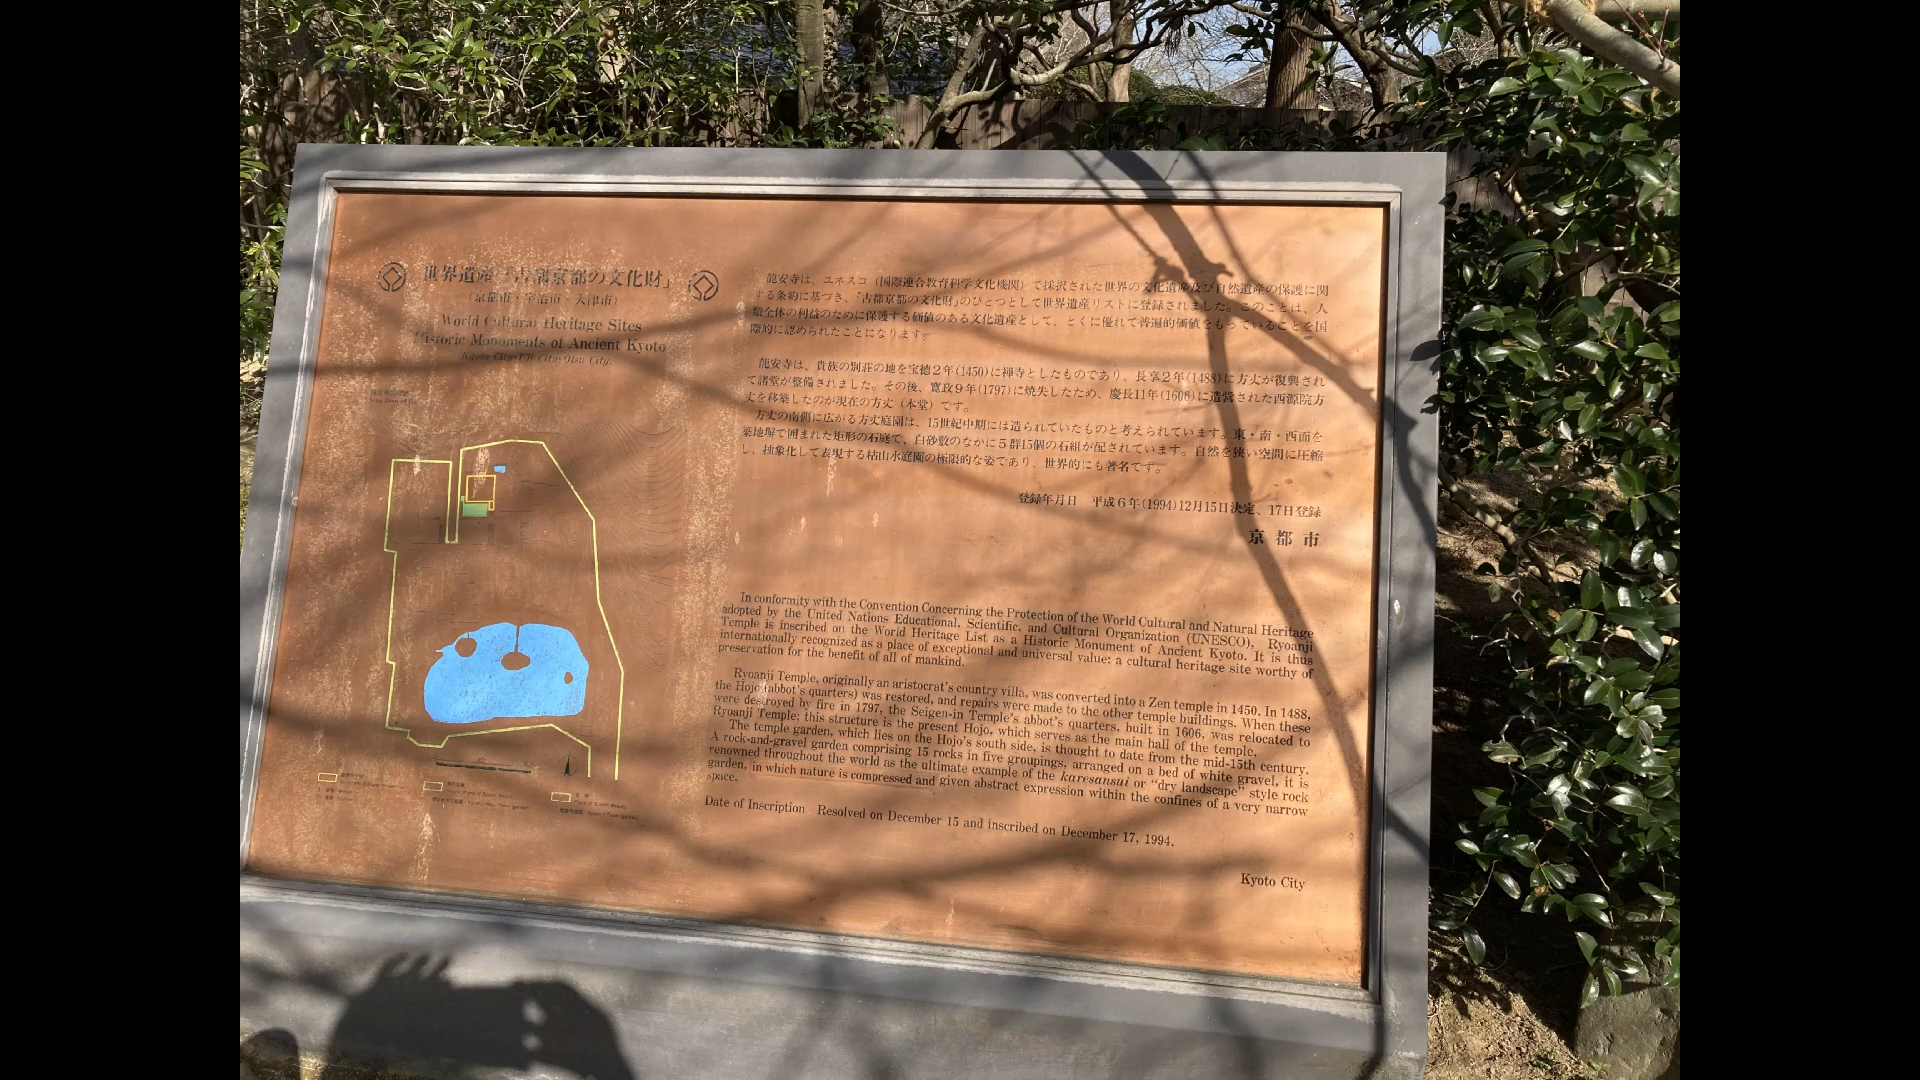 世界遺産「古都京都の文化財」
(京都市・宇治市・大津市)
World Cultural Heritage Sites
Historic Monuments of Ancient Kyoto
Kyoto City・Uji City・Otsu City.
龍安寺は、ユネスコ(国際連合教育科学文化機関)で採択された世界の文化遺産及び自然遺産の保護に関
する条約に基づき、「古都京都の文化財」のひとつとして世界遺産リストに登録されました。このことは、人
類全体の利益のために保護する価値のある文化遺産として、とくに優れて普遍的価値をもっていることを国
際的に認められたことになります。
龍安寺は、貴族の別荘の地を宝徳2年(1450)に禅寺としたものであり、長享2年(1488)に方丈が復興され
て諸堂が整備されました。その後、寛政9年(1797)に焼失したため、慶長11年(1606)に造営された西源院方
丈を移築したのが現在の方丈(本堂)です。
方丈の南側に広がる方丈庭園は、15世紀中期には造られていたものと考えられています。東・南・西面を
築地塀で囲まれた矩形の石庭で、白砂敷のなかに5群15個の石組が配されています。自然を狭い空間に圧縮
し、抽象化して表現する枯山水庭園の極限的な姿であり、世界的にも著名です。
登録年月日 平成6年(1994)12月15日決定、17日登録
京都市
In conformity with the Convention Concerning the Protection of the World Cultural and Natural Heritage
adopted by the United Nations Educational, Scientific, and Cultural Organization (UNESCO), Ryoanji
Temple is inscribed on the World Heritage List as a Historic Monument of Ancient Kyoto. It is thus
internationally recognized as a place of exceptional and universal value: a cultural heritage site worthy of
preservation for the benefit of all of mankind.
Ryoanji Temple, originally an aristocrat's country villa, was converted into a Zen temple in 1450. In 1488,
the Hojo (abbot's quarters) was restored, and repairs were made to the other temple buildings. When these
were destroyed by fire in 1797, the Seigen-in Temple's abbot's quarters, built in 1606, was relocated to
Ryoanji Temple; this structure is the present Hojo, which serves as the main hall of the temple.
The temple garden, which lies on the Hojo's south side, is thought to date from the mid-15th century.
A rock-and-gravel garden comprising 15 rocks in five groupings, arranged on a bed of white gravel, it is
renowned throughout the world as the ultimate example of the karesansui or "dry landscape" style rock
garden, in which nature is compressed and given abstract expression within the confines of a very narrow
space.
Date of Inscription Resolved on December 15 and inscribed on December 17, 1994.
Kyoto City